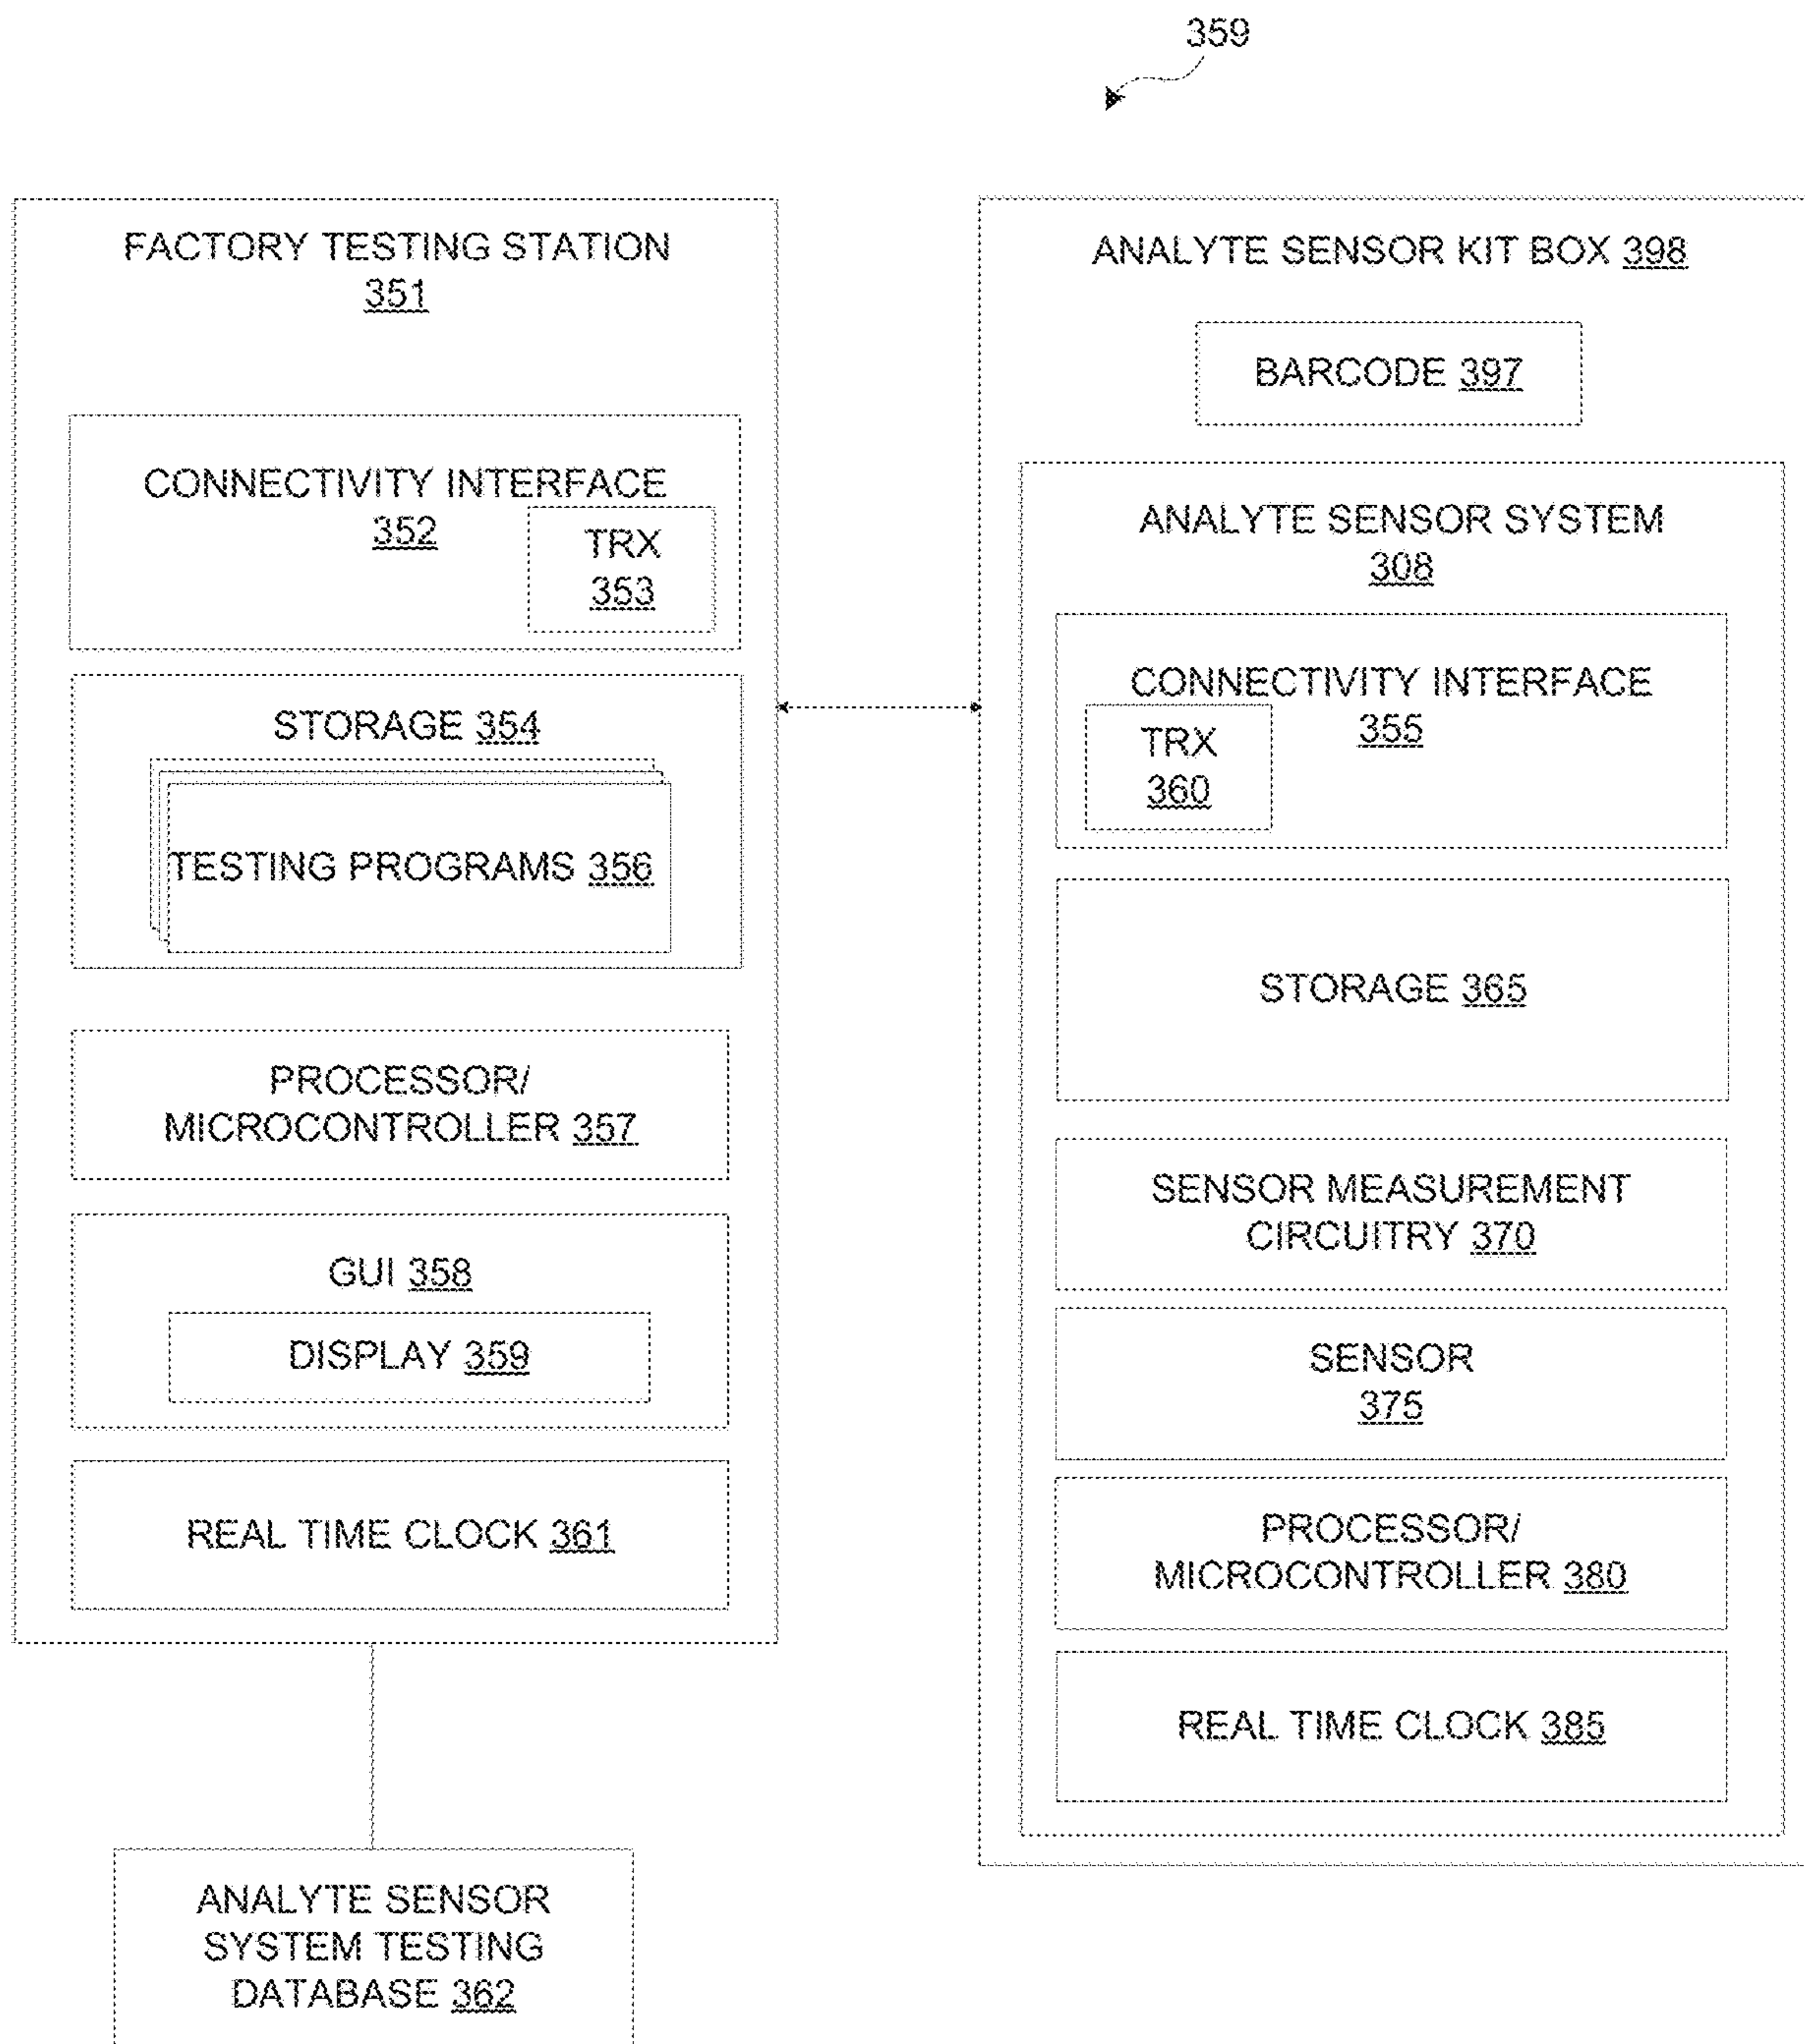 359
FACTORY TESTING STATION
351
CONNECTIVITY INTERFACE
352
TRX
353
STORAGE 354
TESTING PROGRAMS 356
PROCESSOR/
MICROCONTROLLER 357
GUI 358
DISPLAY 359
REAL TIME CLOCK 361
ANALYTE SENSOR
SYSTEM TESTING
DATABASE 362
ANALYTE SENSOR KIT BOX 398
BARCODE 397
ANALYTE SENSOR SYSTEM
308
CONNECTIVITY INTERFACE
355
TRX
360
STORAGE 365
SENSOR MEASUREMENT
CIRCUITRY 370
SENSOR
375
PROCESSOR/
MICROCONTROLLER 380
REAL TIME CLOCK 385